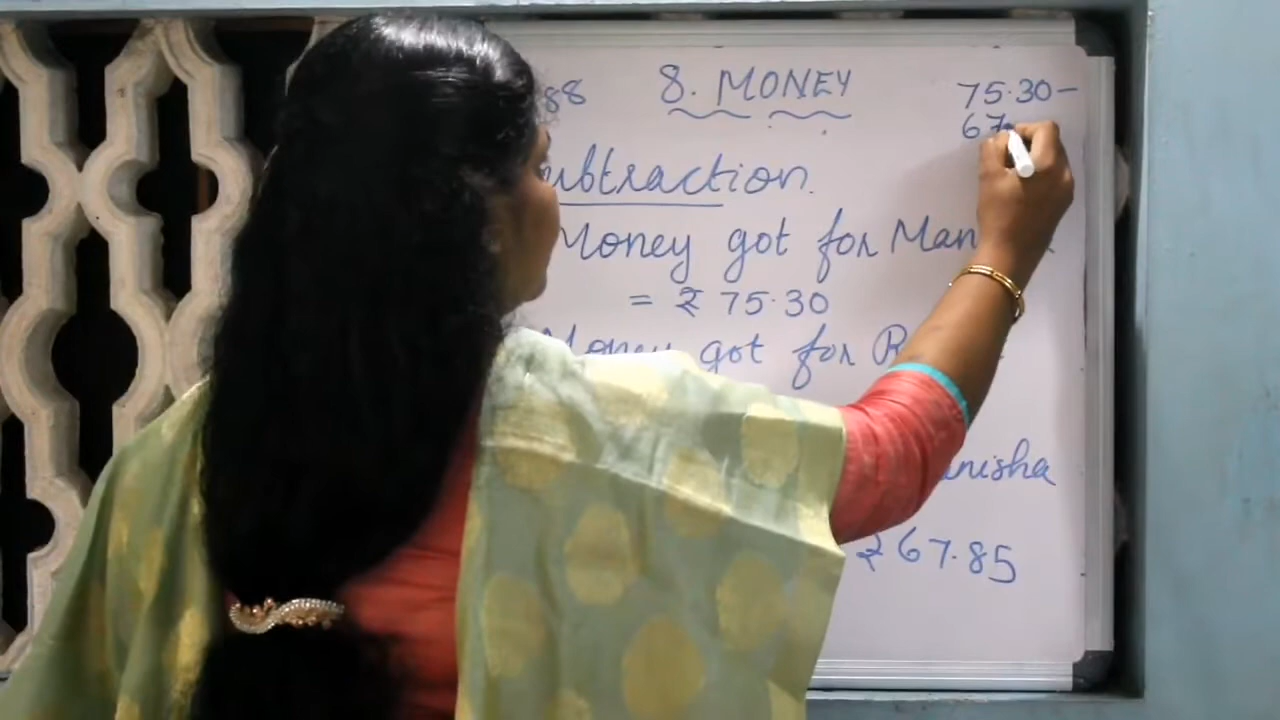 88 8. MONEY 75.30 -
67
ubtraction.
Money got for Man
= ₹ 75.30
Money got for R
nisha
₹ 67.85